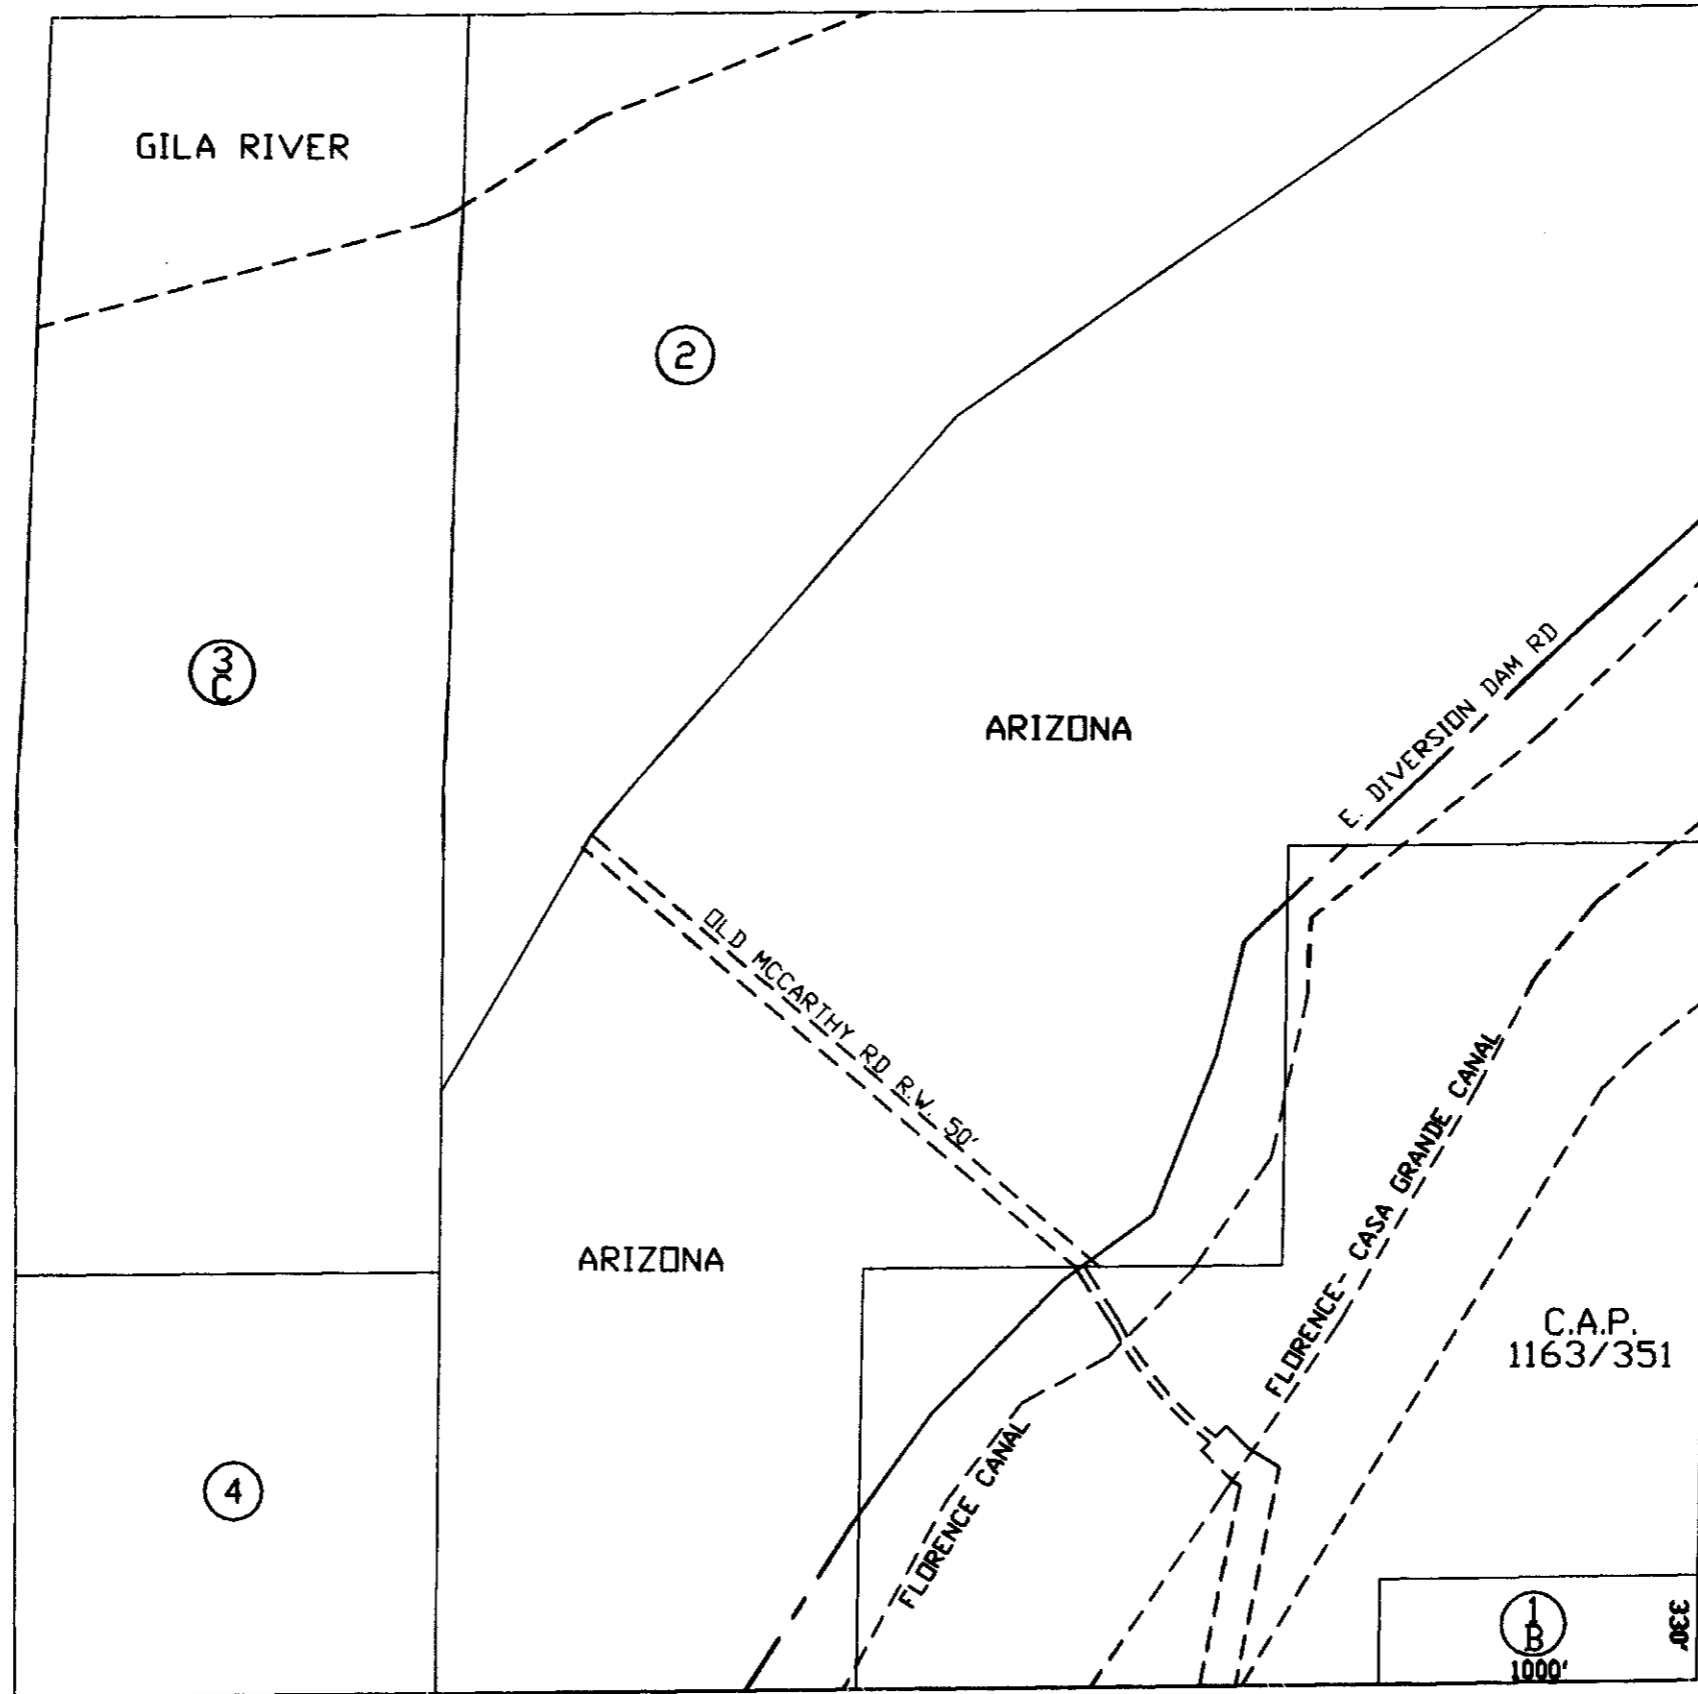 GILA RIVER
2
3
C
ARIZONA
E. DIVERSION DAM RD
OLD MCCARTHY RD R.W. 50'
ARIZONA
FLORENCE- CASA GRANDE CANAL
C.A.P.
1163/351
FLORENCE CANAL
4
1
B
1000'
330'